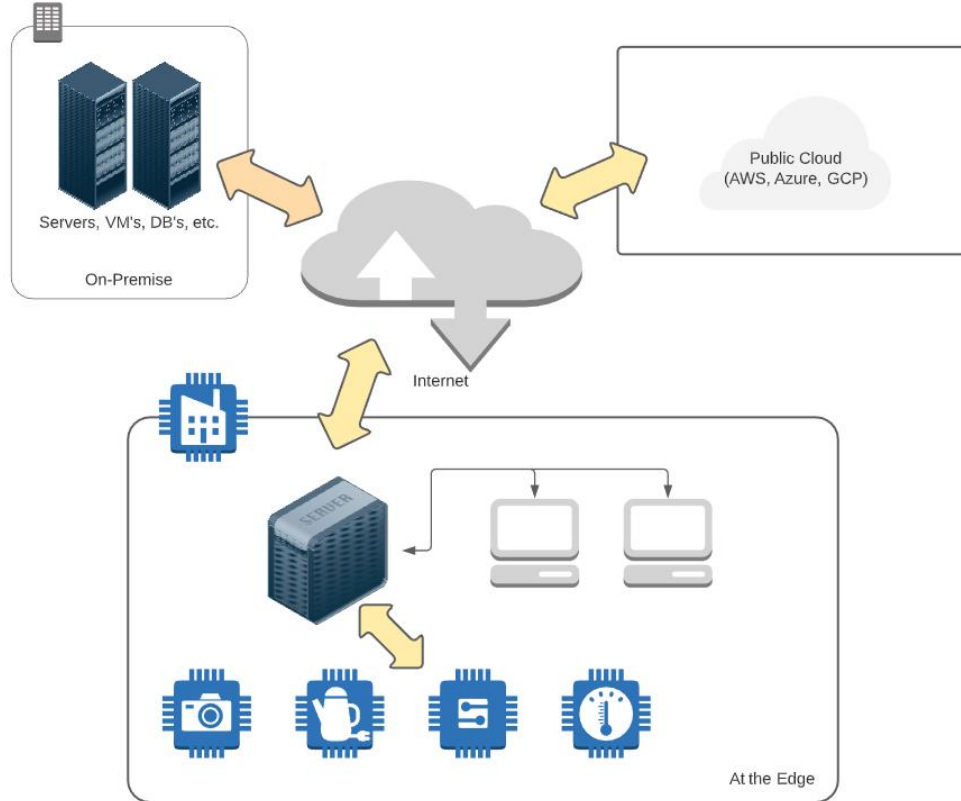 Servers, VM's, DB's, etc.
On-Premise
Public Cloud
(AWS, Azure, GCP)
Internet
SERVER
At the Edge